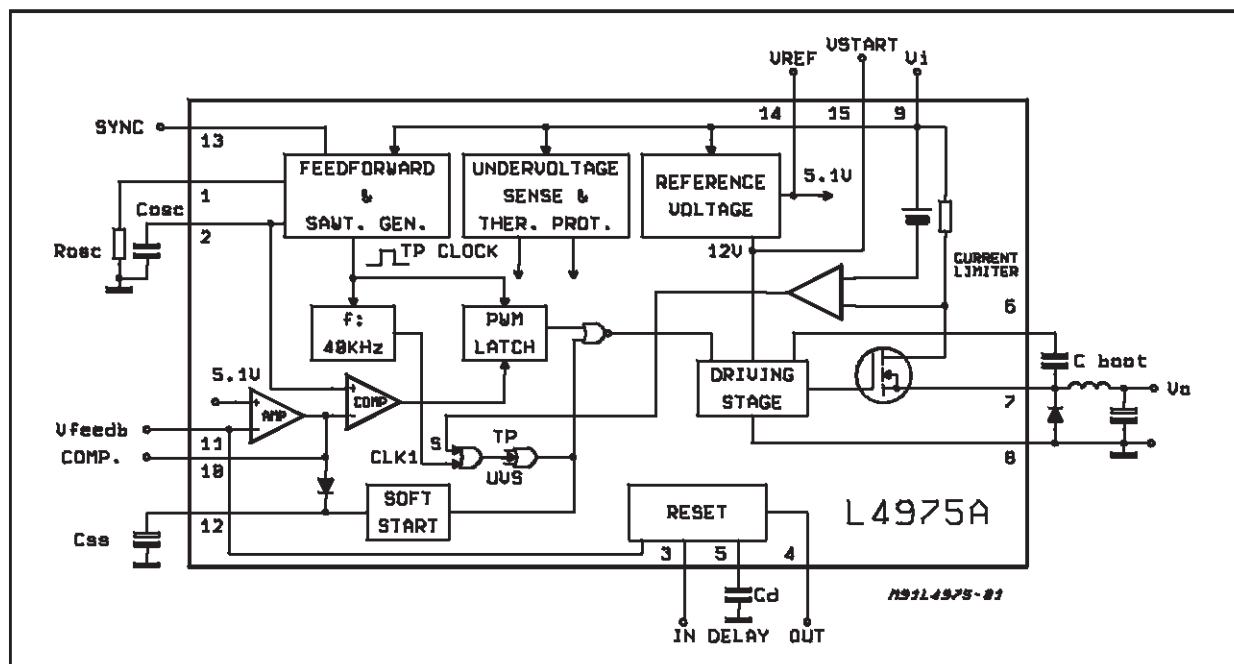 VREF
VSTART
Vi
14
15
9
SYNC
13
FEEDFORWARD
&
SAWT. GEN.
UNDERVOLTAGE
SENSE &
THER. PROT.
REFERENCE
VOLTAGE
5.1V
1
Cosc
2
Rosc
TP CLOCK
12V
CURRENT
LIMITER
6
f:
40KHz
PWM
LATCH
5.1V
DRIVING
STAGE
C boot
AMP
COMP
7
Vo
Vfeedb
11
COMP.
10
S
TP
CLK1
UVS
8
SOFT
START
RESET
L4975A
12
Css
3
5
4
Cd
M91L4975-01
IN
DELAY
OUT